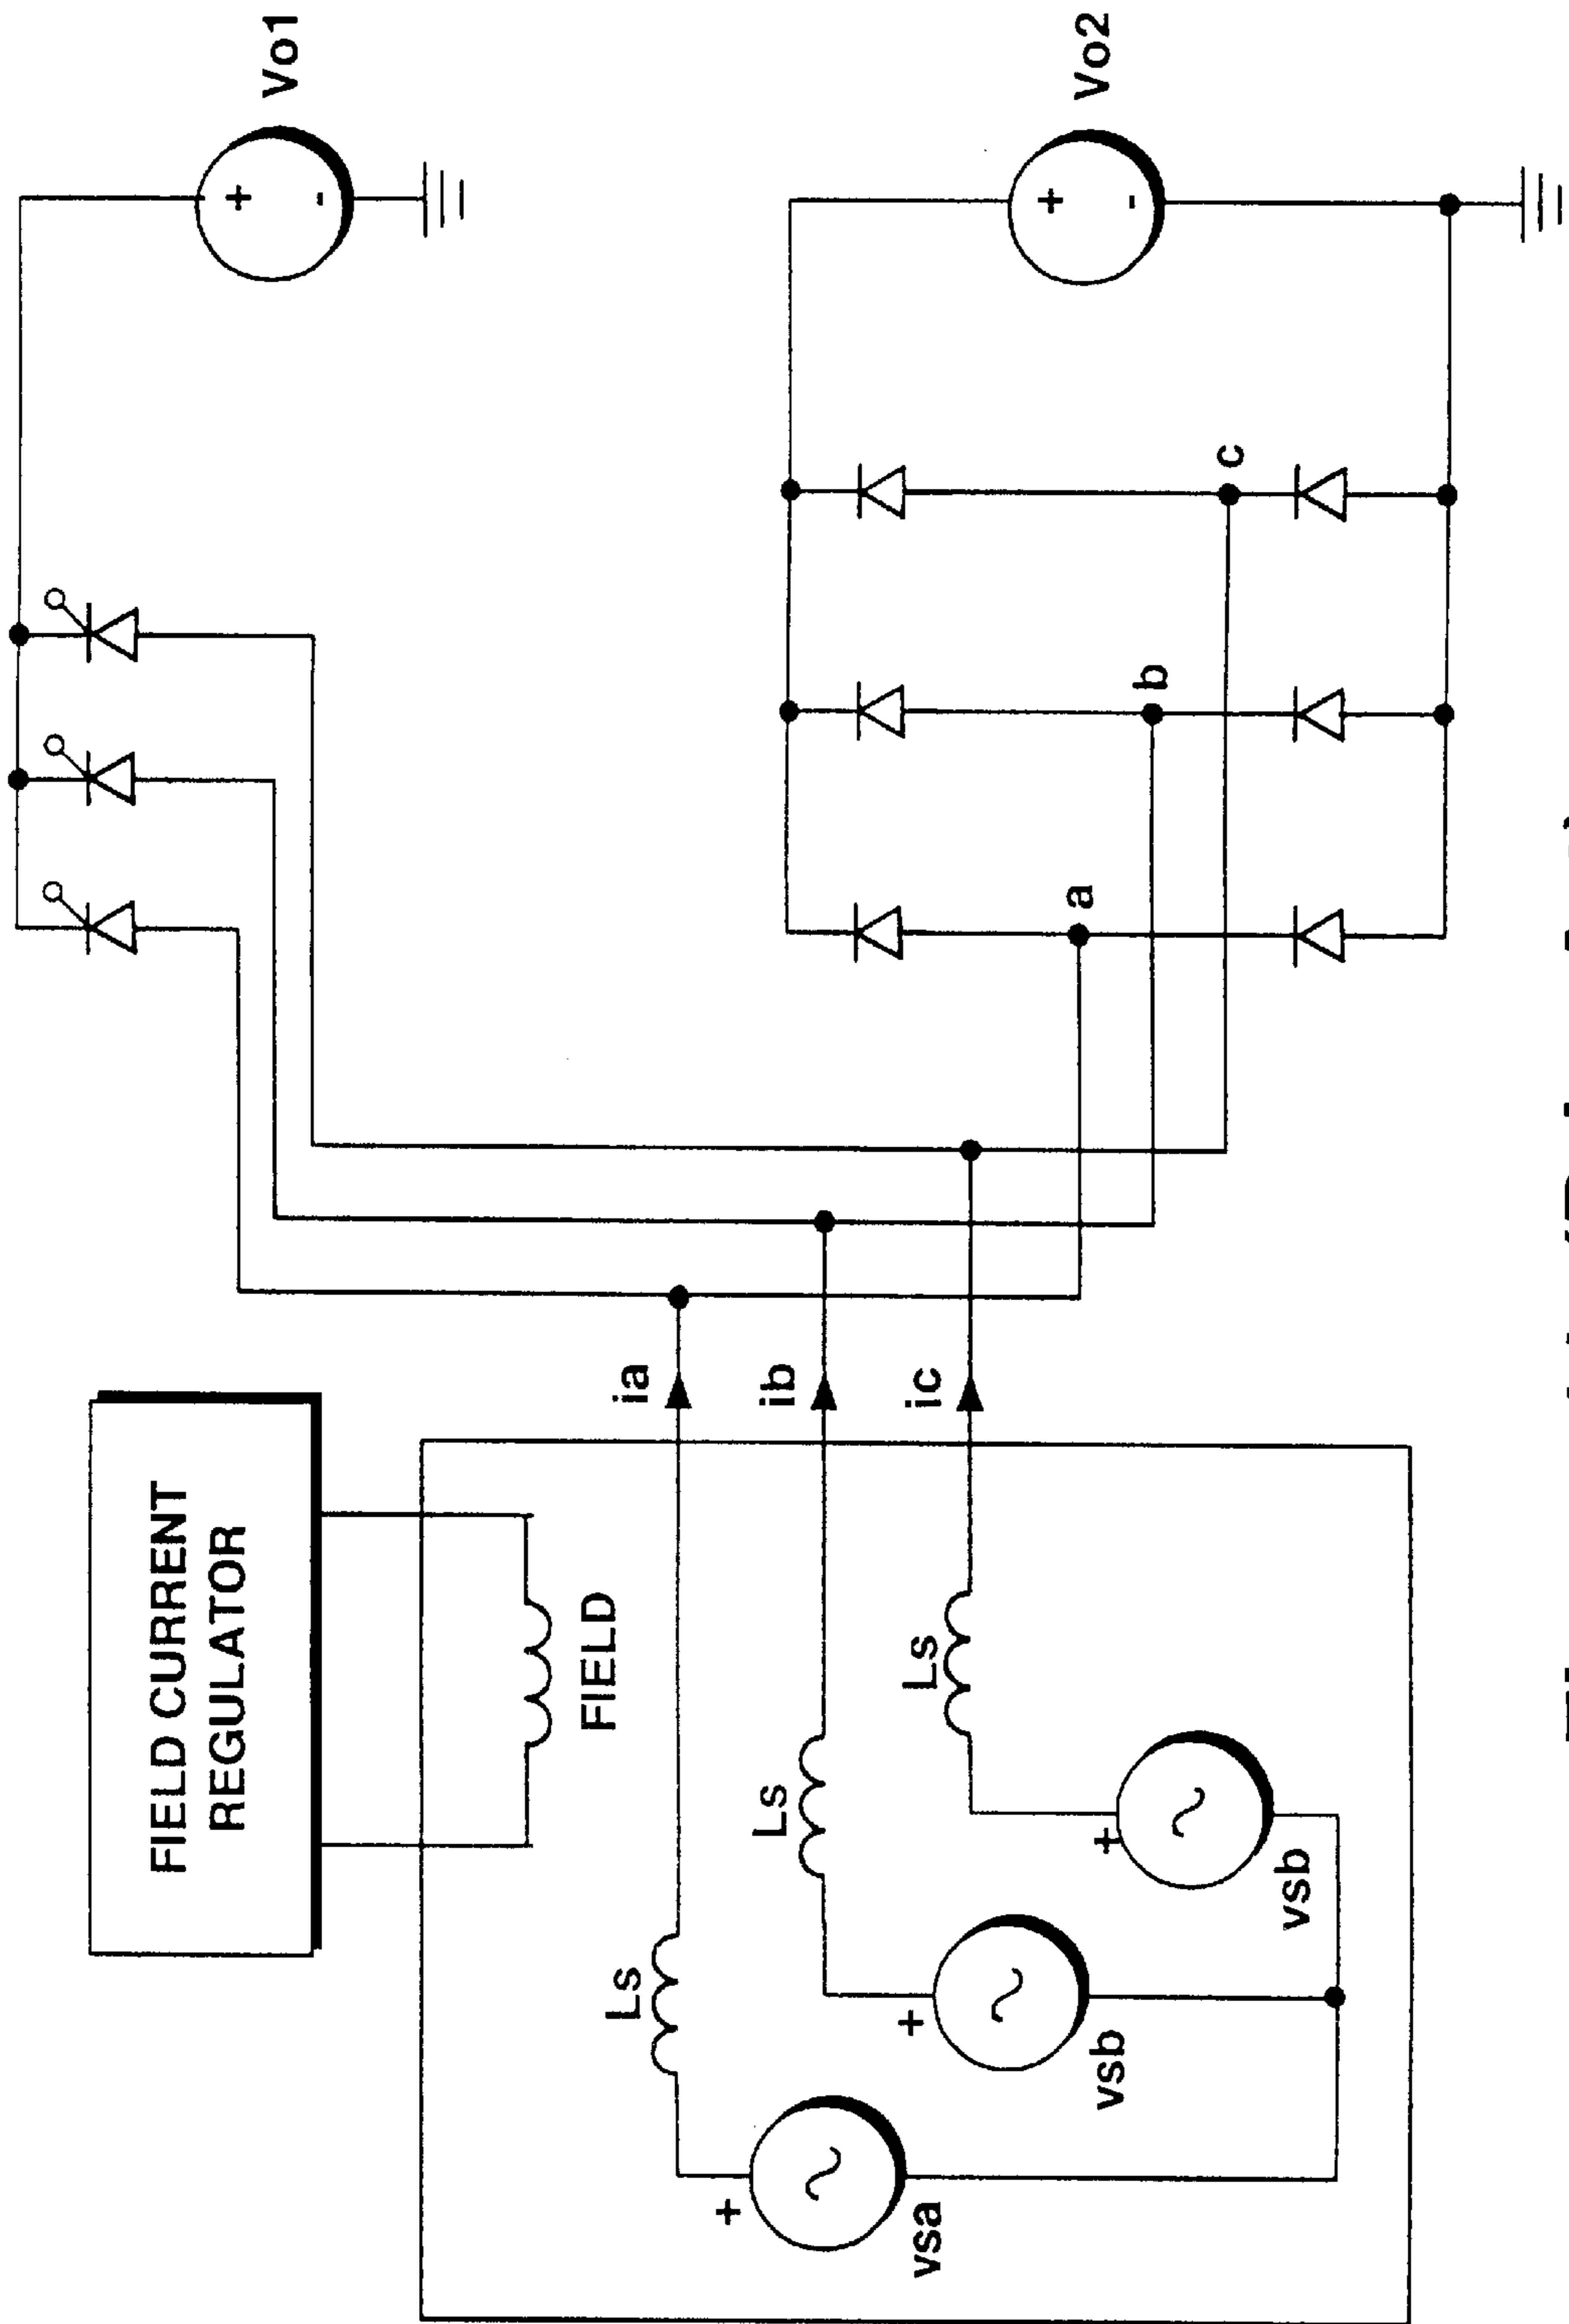 FIELD CURRENT
REGULATOR
FIELD
Ls
Ls
Ls
+
vsa
+
vsb
+
vsb
ia
ib
ic
a
b
c
+
-
Vo1
+
-
Vo2